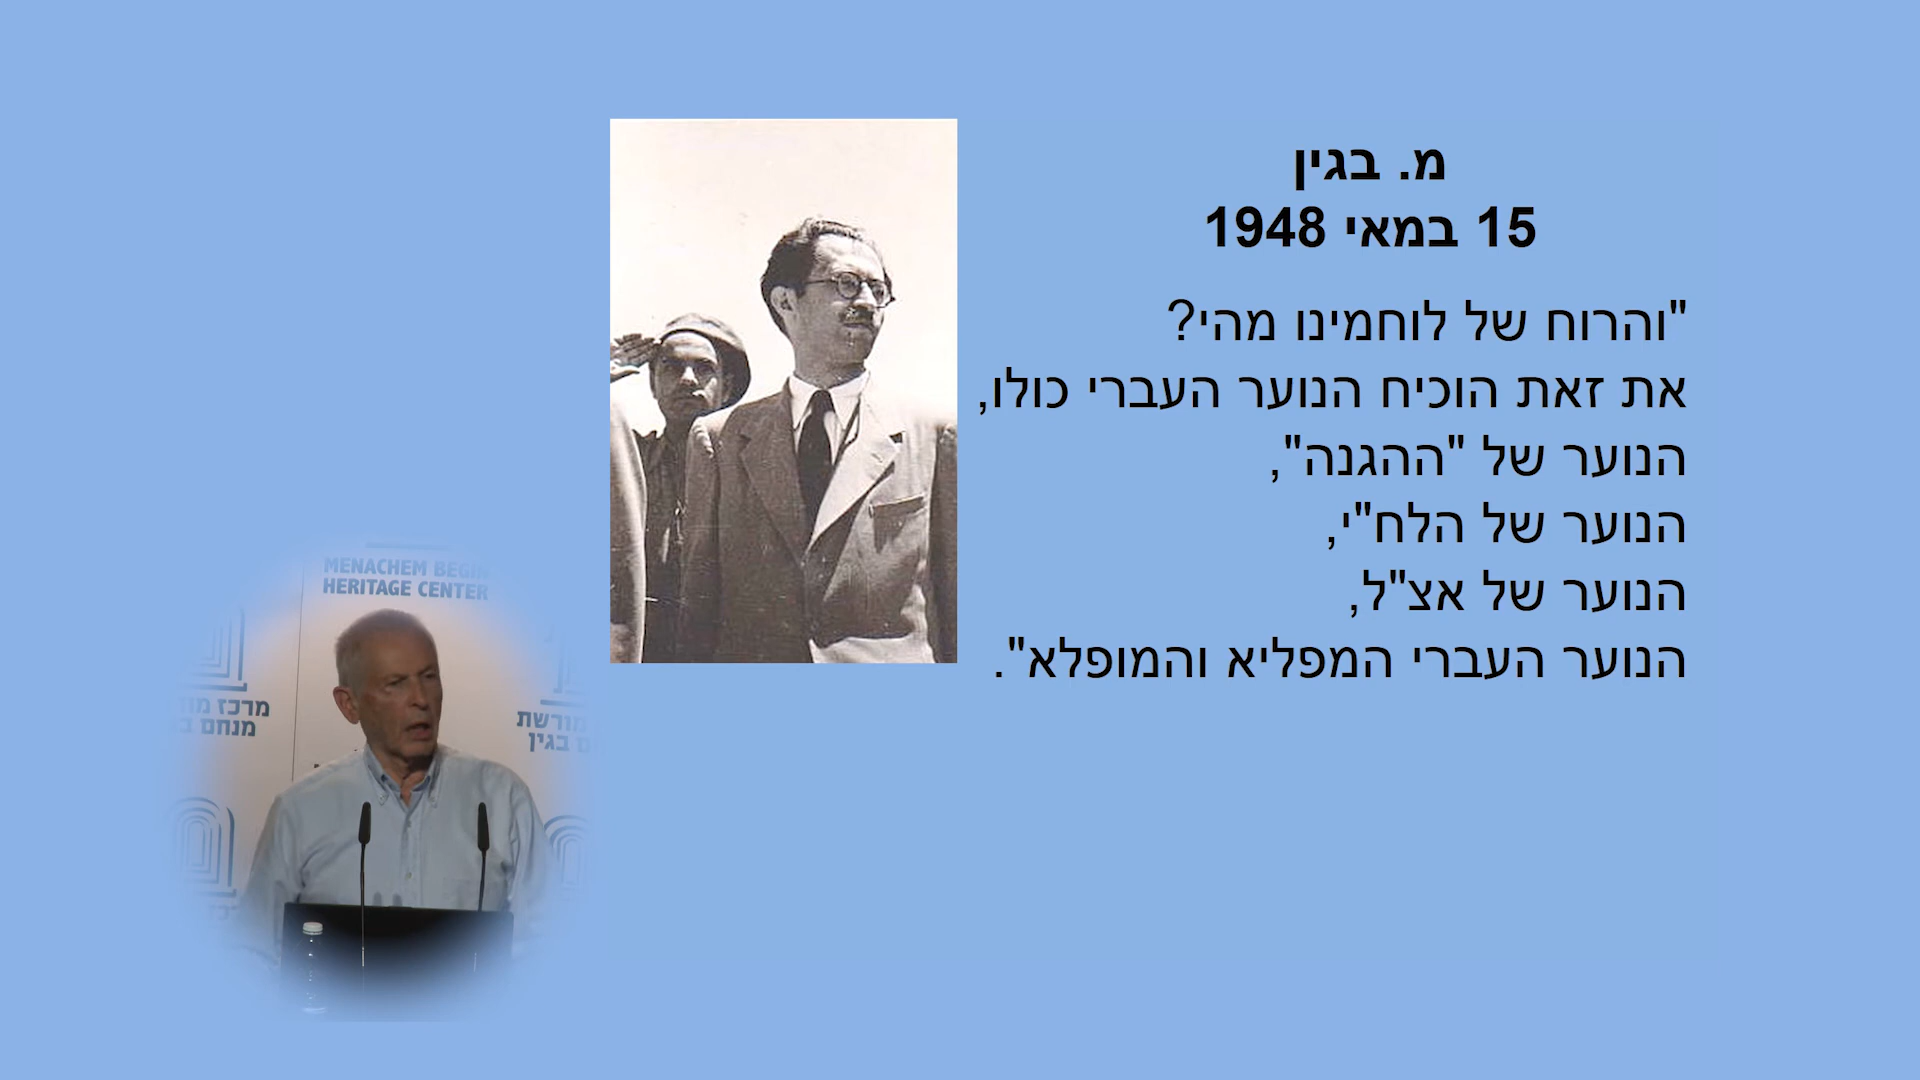 מ. בגין
15 במאי 1948
"והרוח של לוחמינו מהי?
את זאת הוכיח הנוער העברי כולו,
הנוער של "ההגנה",
הנוער של הלח"י,
הנוער של אצ"ל,
הנוער העברי המפליא והמופלא".
MENACHEM BEGIN
HERITAGE CENTER
מרכז
מנחם
מורשת
בגין